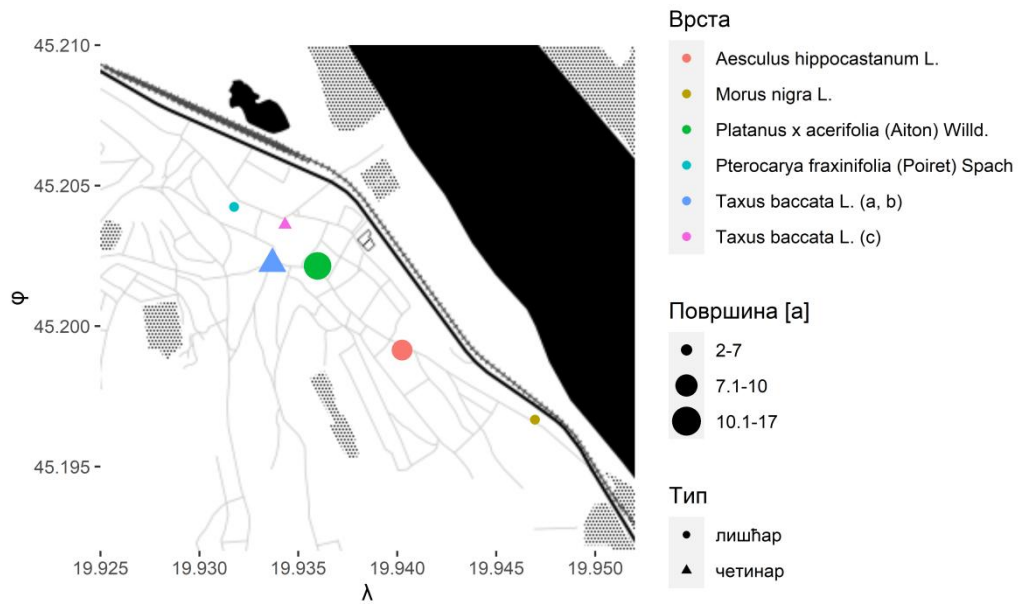 45.210
45.205
45.200
45.195
φ
19.925 19.930 19.935 19.940 19.945 19.950
λ
Врста
Aesculus hippocastanum L.
Morus nigra L.
Platanus x acerifolia (Aiton) Willd.
Pterocarya fraxinifolia (Poiret) Spach
Taxus baccata L. (a, b)
Taxus baccata L. (c)
Површина [a]
2-7
7.1-10
10.1-17
Тип
лишћар
четинар